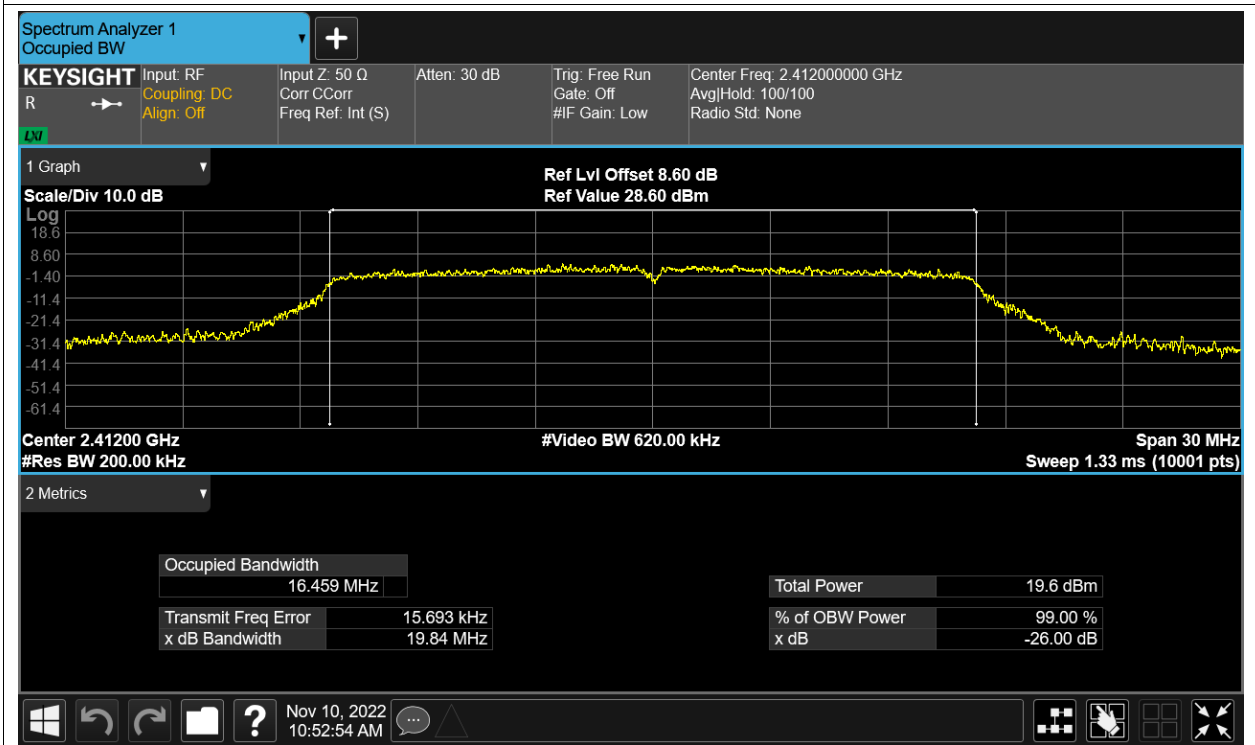 Spectrum Analyzer 1
Occupied BW
KEYSIGHT
R
LXI
Input: RF
Coupling: DC
Align: Off
Input Z: 50 Ω
Corr CCorr
Freq Ref: Int (S)
Atten: 30 dB
Trig: Free Run
Gate: Off
#IF Gain: Low
Center Freq: 2.412000000 GHz
Avg|Hold: 100/100
Radio Std: None
1 Graph
Scale/Div 10.0 dB
Ref Lvl Offset 8.60 dB
Ref Value 28.60 dBm
Log
18.6
8.60
-1.40
-11.4
-21.4
-31.4
-41.4
-51.4
-61.4
Center 2.41200 GHz
#Video BW 620.00 kHz
Span 30 MHz
#Res BW 200.00 kHz
Sweep 1.33 ms (10001 pts)
2 Metrics
Occupied Bandwidth
16.459 MHz
Total Power 19.6 dBm
Transmit Freq Error 15.693 kHz
% of OBW Power 99.00 %
x dB Bandwidth 19.84 MHz
x dB -26.00 dB
?
Nov 10, 2022
10:52:54 AM